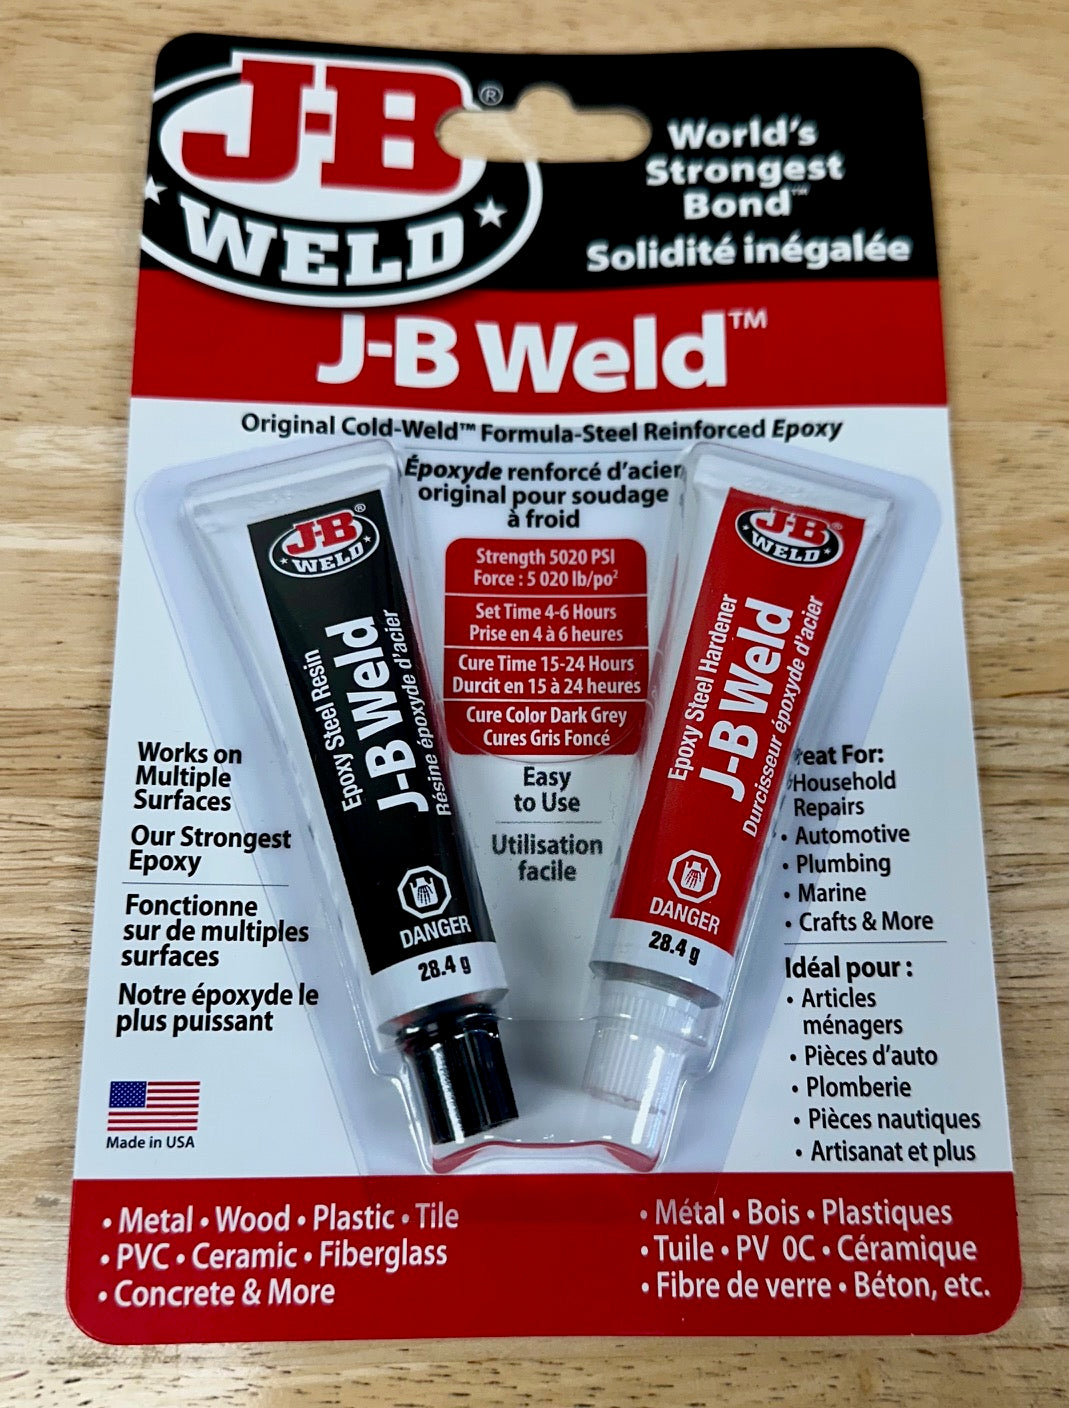 J-B
WELD
®
World's
Strongest
Bond™
Solidité inégalée
J-B Weld™
Original Cold-Weld™ Formula-Steel Reinforced Epoxy
Époxyde renforcé d'acier
original pour soudage
à froid
Strength 5020 PSI
Force : 5 020 lb/po²
Set Time 4-6 Hours
Prise en 4 à 6 heures
Cure Time 15-24 Hours
Durcit en 15 à 24 heures
Cure Color Dark Grey
Cures Gris Foncé
Easy
to Use
Utilisation
facile
J-B
WELD
®
Epoxy Steel Resin
J-B Weld
Résine époxyde d'acier
DANGER
28.4 g
J-B
WELD
®
Epoxy Steel Hardener
J-B Weld
Durcisseur époxyde d'acier
DANGER
28.4 g
Works on
Multiple
Surfaces
Our Strongest
Epoxy
Fonctionne
sur de multiples
surfaces
Notre époxyde le
plus puissant
Made in USA
reat For:
Household
Repairs
• Automotive
• Plumbing
• Marine
• Crafts & More
Idéal pour :
• Articles
ménagers
• Pièces d'auto
• Plomberie
• Pièces nautiques
• Artisanat et plus
• Metal • Wood • Plastic • Tile
• PVC • Ceramic • Fiberglass
• Concrete & More
• Métal • Bois • Plastiques
• Tuile • PV 0C • Céramique
• Fibre de verre • Béton, etc.